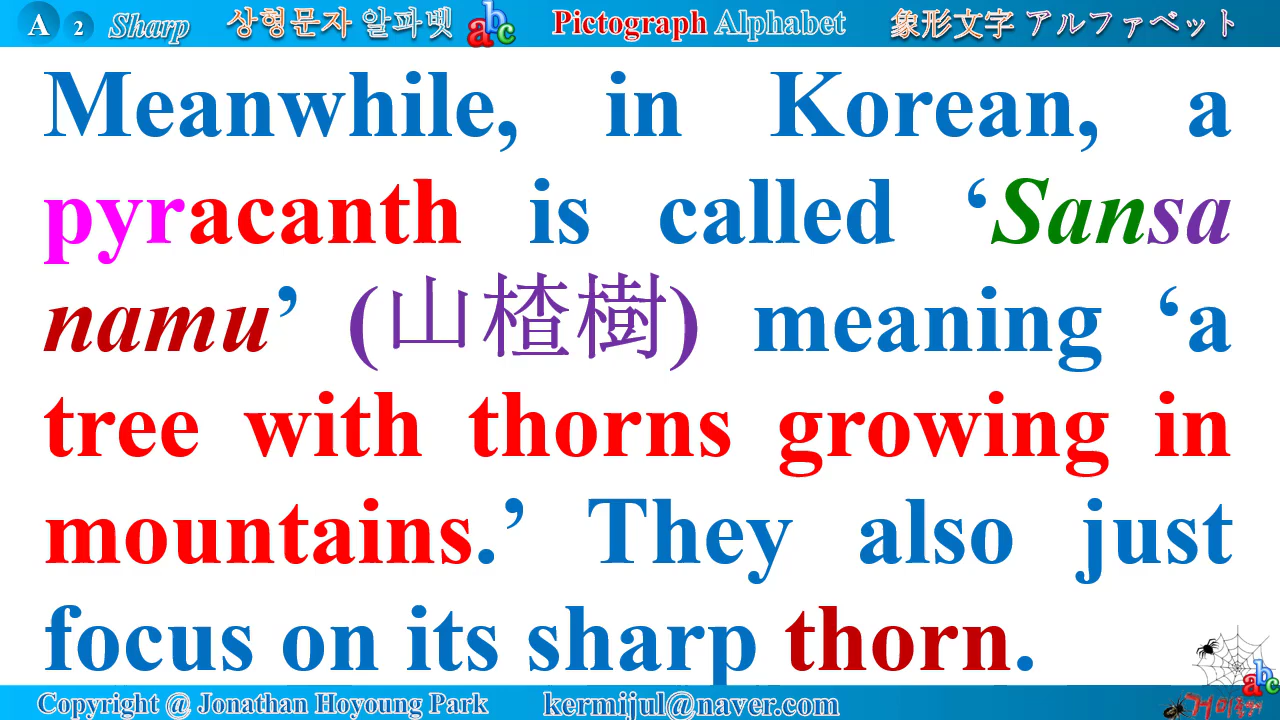 A 2 Sharp 상형문자 알파벳 abc Pictograph Alphabet 象形文字 アルファベット
Meanwhile, in Korean, a
pyracanth is called ‘Sansa
namu’ (山楂樹) meaning ‘a
tree with thorns growing in
mountains.’ They also just
focus on its sharp thorn.
abc
Copyright @ Jonathan Hoyoung Park kermijul@naver.com